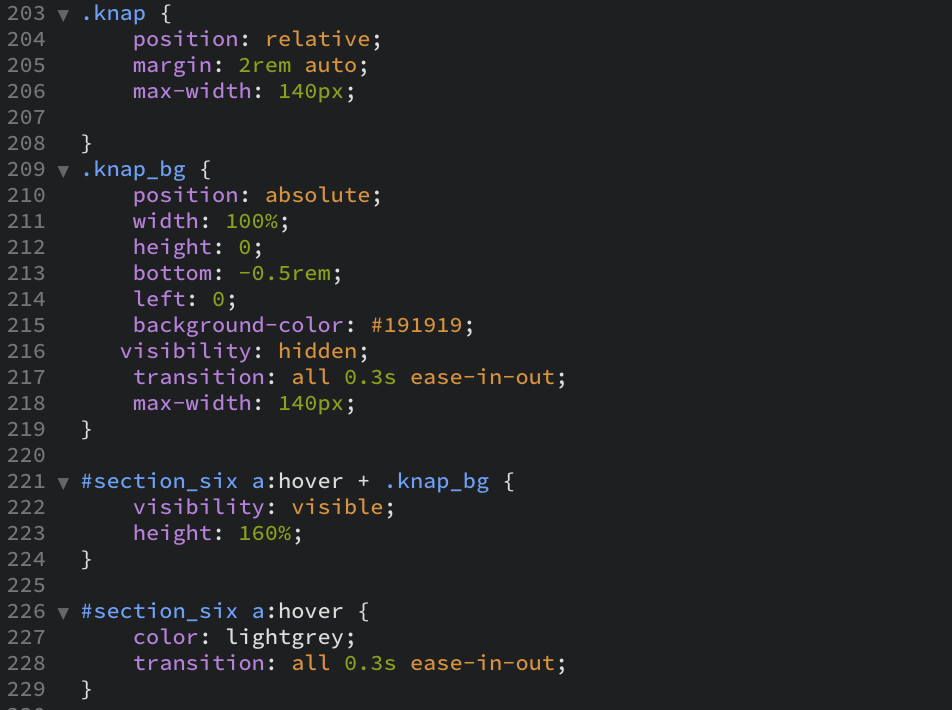 203 ▼ .knap {
204 position: relative;
205 margin: 2rem auto;
206 max-width: 140px;
207
208 }
209 ▼ .knap_bg {
210 position: absolute;
211 width: 100%;
212 height: 0;
213 bottom: -0.5rem;
214 left: 0;
215 background-color: #191919;
216 visibility: hidden;
217 transition: all 0.3s ease-in-out;
218 max-width: 140px;
219 }
220
221 ▼ #section_six a:hover + .knap_bg {
222 visibility: visible;
223 height: 160%;
224 }
225
226 ▼ #section_six a:hover {
227 color: lightgrey;
228 transition: all 0.3s ease-in-out;
229 }